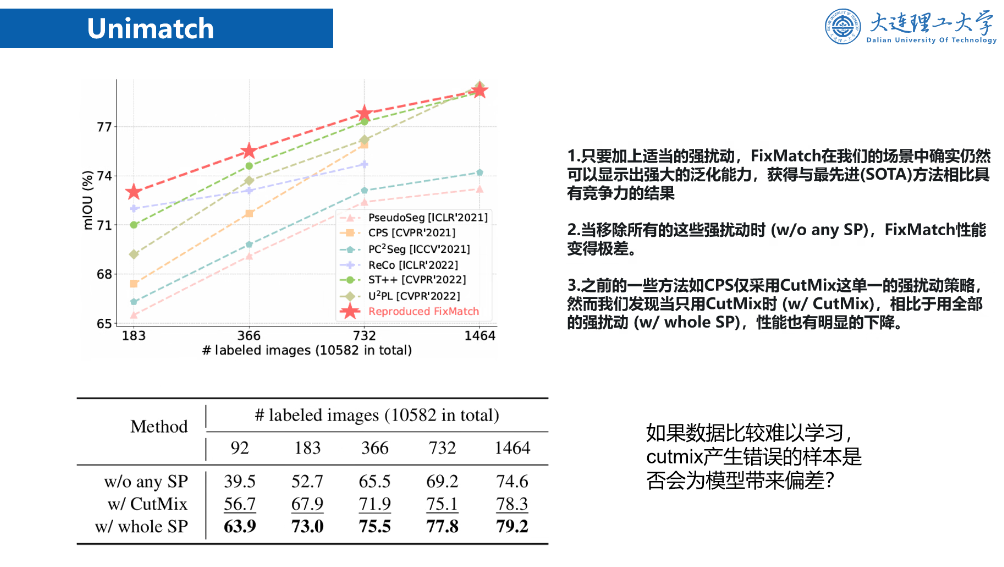 Unimatch
大连理工大学
Dalian University Of Technology
mIOU (%)
77
74
71
68
65
183 366 732 1464
# labeled images (10582 in total)
PseudoSeg [ICLR'2021]
CPS [CVPR'2021]
PC²Seg [ICCV'2021]
ReCo [ICLR'2022]
ST++ [CVPR'2022]
U²PL [CVPR'2022]
Reproduced FixMatch
1.只要加上适当的强扰动，FixMatch在我们的场景中确实仍然
可以显示出强大的泛化能力，获得与最先进(SOTA)方法相比具
有竞争力的结果
2.当移除所有的这些强扰动时 (w/o any SP)，FixMatch性能
变得极差。
3.之前的一些方法如CPS仅采用CutMix这单一的强扰动策略，
然而我们发现当只用CutMix时 (w/ CutMix)，相比于用全部
的强扰动 (w/ whole SP)，性能也有明显的下降。
Method # labeled images (10582 in total)
92 183 366 732 1464
w/o any SP 39.5 52.7 65.5 69.2 74.6
w/ CutMix 56.7 67.9 71.9 75.1 78.3
w/ whole SP 63.9 73.0 75.5 77.8 79.2
如果数据比较难以学习，
cutmix产生错误的样本是
否会为模型带来偏差？